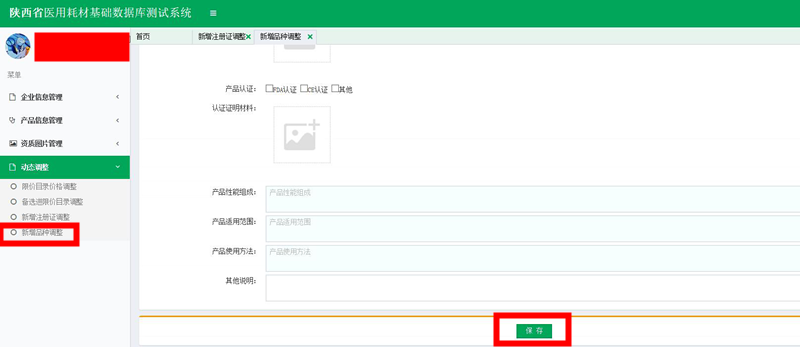 陕西省医用耗材基础数据库测试系统
首页 新增注册证调整 新增品种调整
菜单
企业信息管理
产品信息管理
资质图片管理
动态调整
限价目录价格调整
备选进限价目录调整
新增注册证调整
新增品种调整
产品认证： FDA认证 CE认证 其他
认证证明材料：
产品性能组成： 产品性能组成
产品适用范围： 产品适用范围
产品使用方法： 产品使用方法
其他说明：
保 存